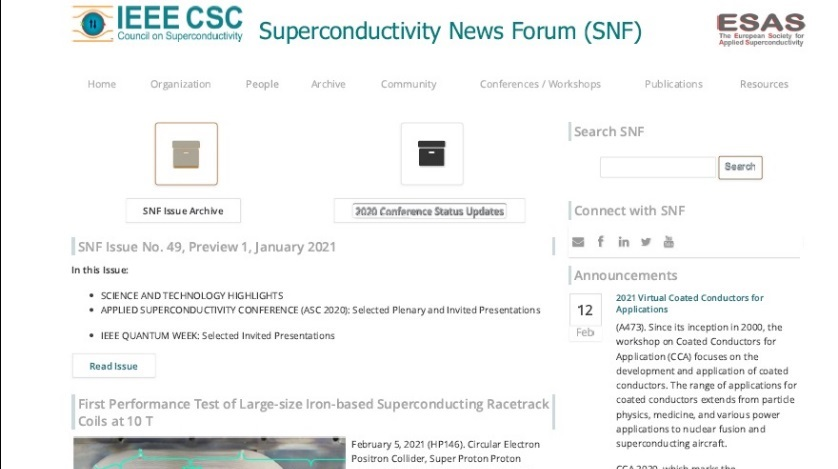 IEEE CSC
Council on Superconductivity
Superconductivity News Forum (SNF)
ESAS
The European Society for
Applied Superconductivity
Home Organization People Archive Community Conferences / Workshops Publications Resources
SNF Issue Archive
2020 Conference Status Updates
SNF Issue No. 49, Preview 1, January 2021
In this Issue:
• SCIENCE AND TECHNOLOGY HIGHLIGHTS
• APPLIED SUPERCONDUCTIVITY CONFERENCE (ASC 2020): Selected Plenary and Invited Presentations
• IEEE QUANTUM WEEK: Selected Invited Presentations
Read Issue
First Performance Test of Large-size Iron-based Superconducting Racetrack
Coils at 10 T
February 5, 2021 (HP146). Circular Electron
Positron Collider, Super Proton Proton
Search SNF
Search
Connect with SNF
Announcements
12
Feb
2021 Virtual Coated Conductors for
Applications
(A473). Since its inception in 2000, the
workshop on Coated Conductors for
Application (CCA) focuses on the
development and application of coated
conductors. The range of applications for
coated conductors extends from particle
physics, medicine, and various power
applications to nuclear fusion and
superconducting aircraft.
CCA 2020, which marks the